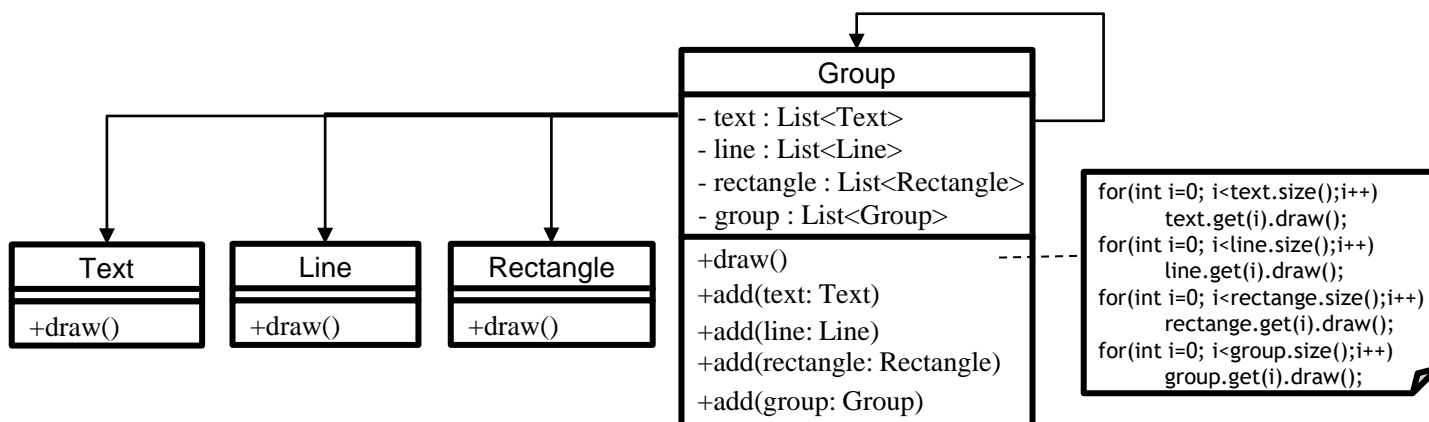 Group
- text : List<Text>
- line : List<Line>
- rectangle : List<Rectangle>
- group : List<Group>
+draw()
+add(text: Text)
+add(line: Line)
+add(rectangle: Rectangle)
+add(group: Group)
Text
+draw()
Line
+draw()
Rectangle
+draw()
for(int i=0; i<text.size();i++)
text.get(i).draw();
for(int i=0; i<line.size();i++)
line.get(i).draw();
for(int i=0; i<rectange.size();i++)
rectange.get(i).draw();
for(int i=0; i<group.size();i++)
group.get(i).draw();